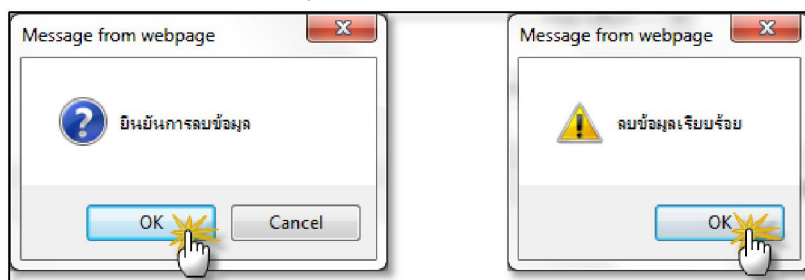 Message from webpage
ยืนยันการลบข้อมูล
OK
Cancel
Message from webpage
ลบข้อมูลเรียบร้อย
OK